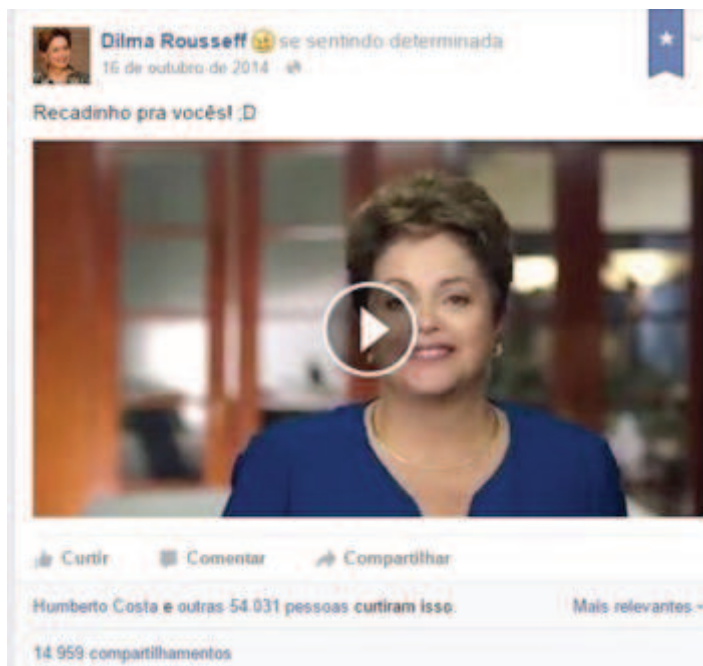 Dilma Rousseff se sentindo determinada
16 de outubro de 2014
Recadinho pra vocês! ;D
Curtir Comentar Compartilhar
Humberto Costa e outras 54.031 pessoas curtiram isso. Mais relevantes
14 959 compartilhamentos